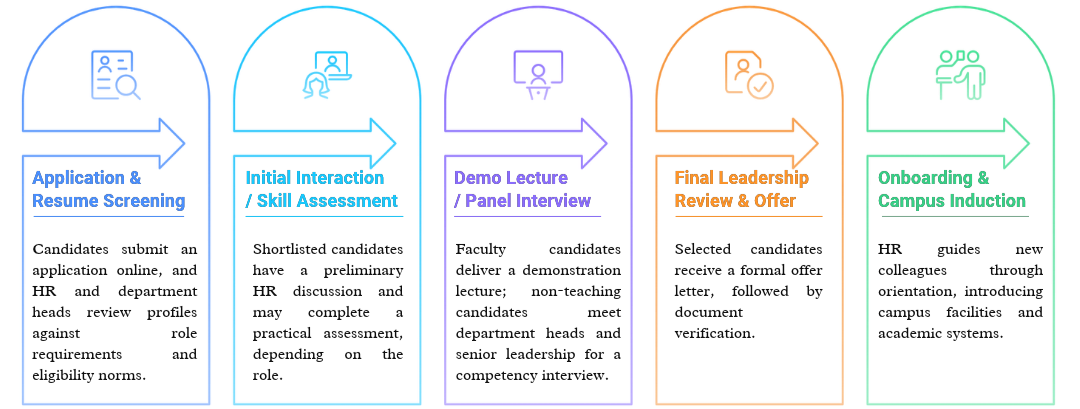 Application &
Resume Screening
Candidates submit an
application online, and
HR and department
heads review profiles
against role
requirements and
eligibility norms.
Initial Interaction
/ Skill Assessment
Shortlisted candidates
have a preliminary
HR discussion and
may complete a
practical assessment,
depending on the
role.
Demo Lecture
/ Panel Interview
Faculty candidates
deliver a demonstration
lecture; non-teaching
candidates meet
department heads and
senior leadership for a
competency interview.
Final Leadership
Review & Offer
Selected candidates
receive a formal offer
letter, followed by
document
verification.
Onboarding &
Campus Induction
HR guides new
colleagues through
orientation, introducing
campus facilities and
academic systems.